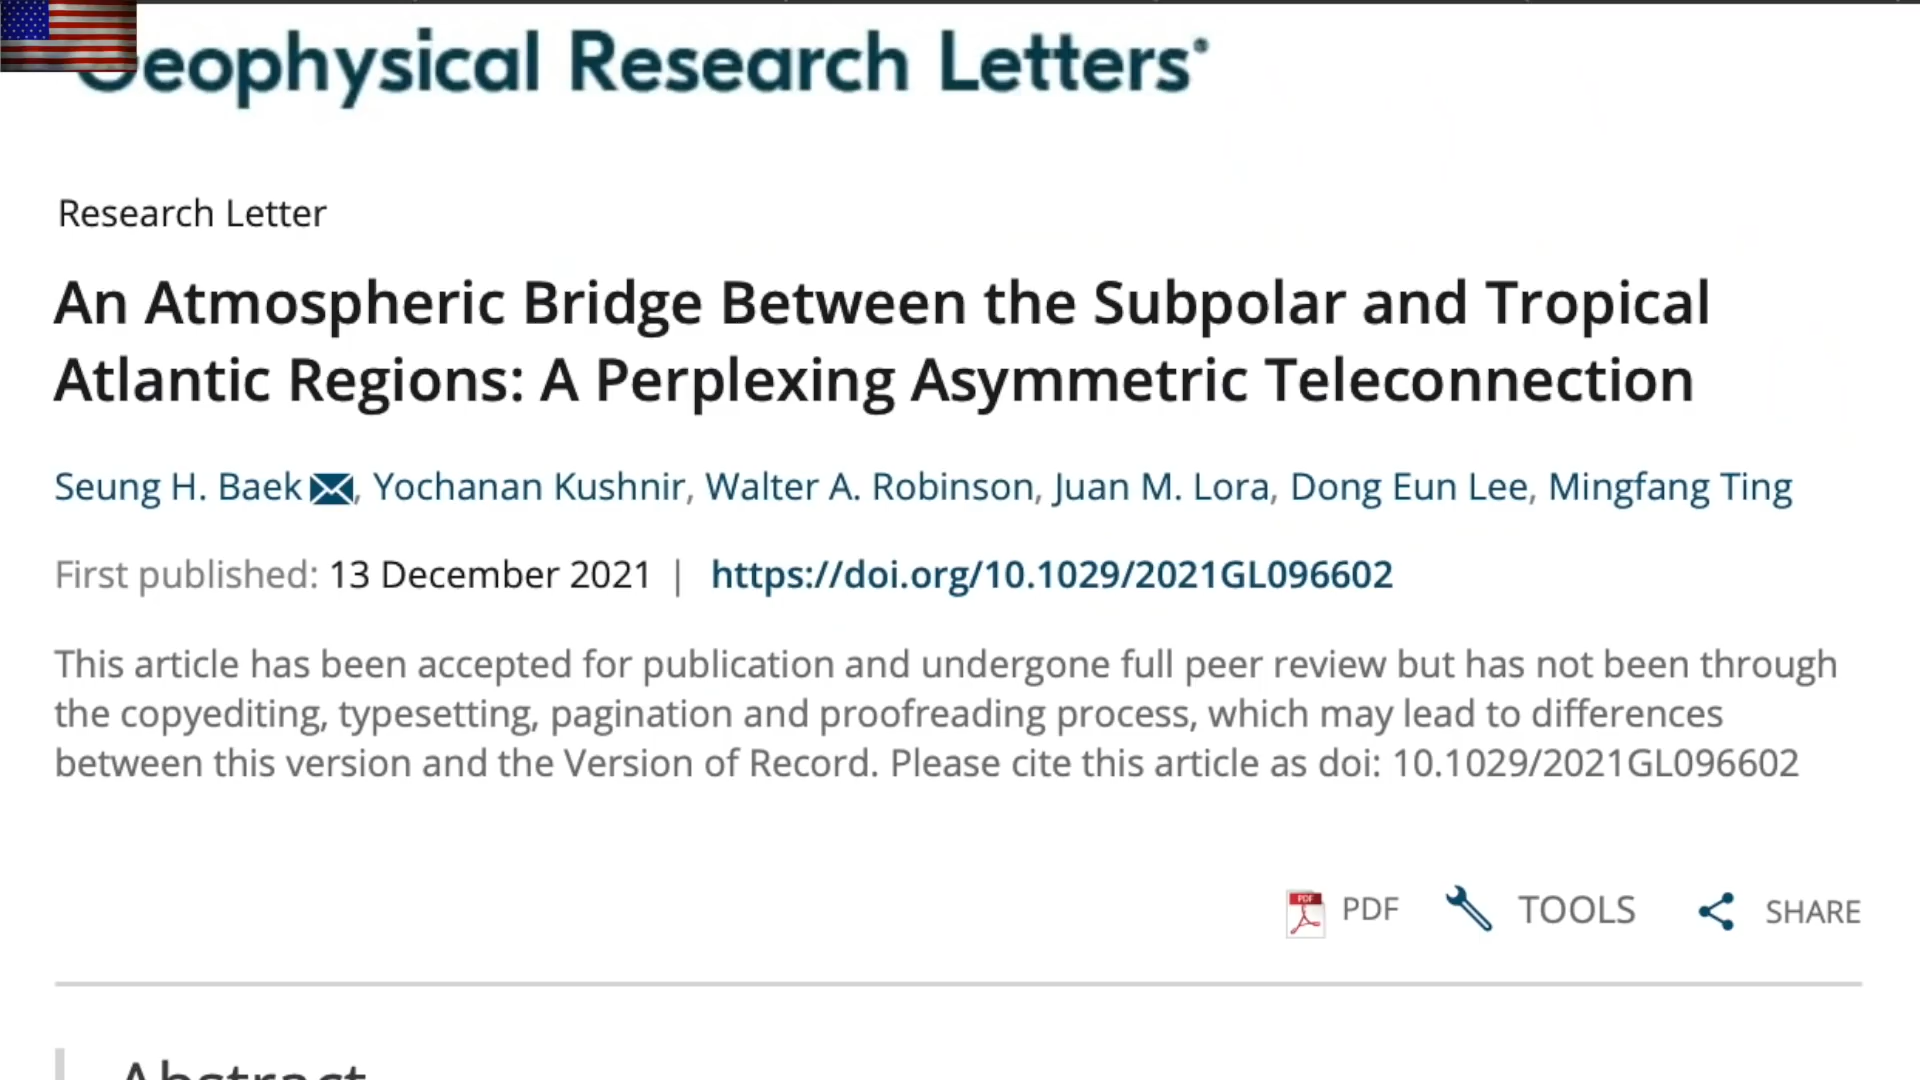 Geophysical Research Letters®
Research Letter
An Atmospheric Bridge Between the Subpolar and Tropical
Atlantic Regions: A Perplexing Asymmetric Teleconnection
Seung H. Baek, Yochanan Kushnir, Walter A. Robinson, Juan M. Lora, Dong Eun Lee, Mingfang Ting
First published: 13 December 2021 | https://doi.org/10.1029/2021GL096602
This article has been accepted for publication and undergone full peer review but has not been through
the copyediting, typesetting, pagination and proofreading process, which may lead to differences
between this version and the Version of Record. Please cite this article as doi: 10.1029/2021GL096602
PDF PDF TOOLS SHARE
Abstract